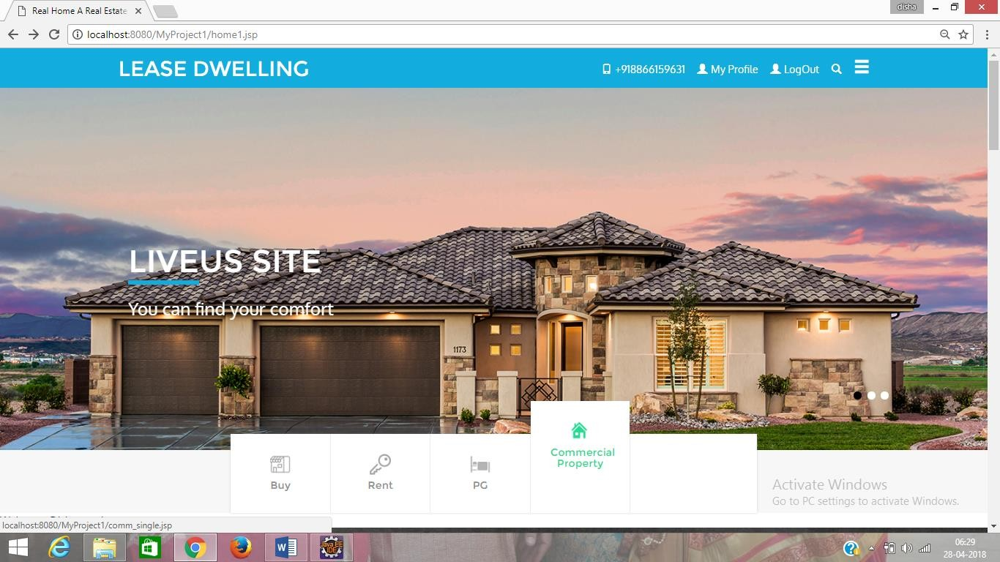 Real Home A Real Estate
disha
localhost:8080/MyProject1/home1.jsp
LEASE DWELLING
+918866159631 My Profile LogOut
LIVEUS SITE
You can find your comfort
1173
Commercial
Property
Buy Rent PG
Activate Windows
Go to PC settings to activate Windows.
localhost:8080/MyProject1/comm_single.jsp
Java EE
IDE
06:29
28-04-2018